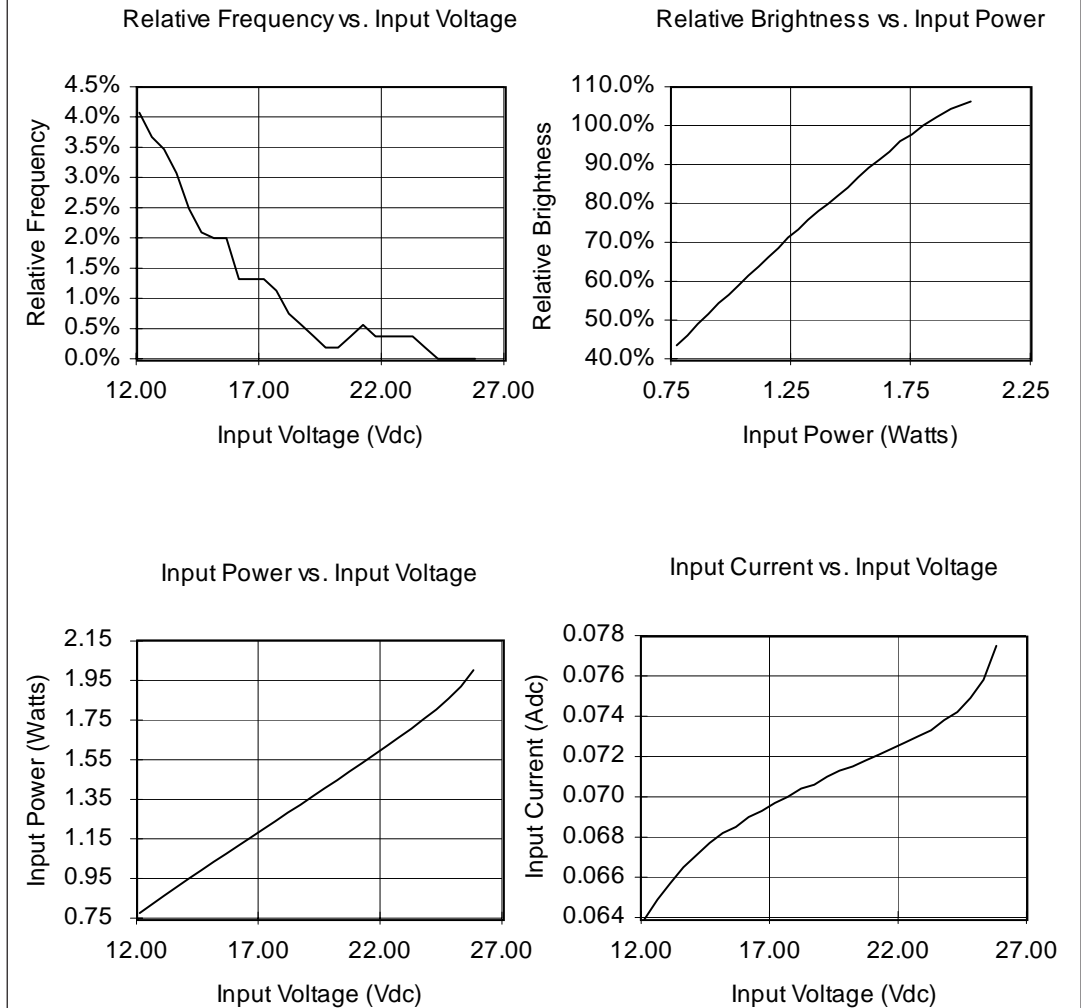 Relative Frequency vs. Input Voltage
Relative Frequency
4.5%
4.0%
3.5%
3.0%
2.5%
2.0%
1.5%
1.0%
0.5%
0.0%
12.00 17.00 22.00 27.00
Input Voltage (Vdc)
Relative Brightness vs. Input Power
Relative Brightness
110.0%
100.0%
90.0%
80.0%
70.0%
60.0%
50.0%
40.0%
0.75 1.25 1.75 2.25
Input Power (Watts)
Input Power vs. Input Voltage
Input Power (Watts)
2.15
1.95
1.75
1.55
1.35
1.15
0.95
0.75
12.00 17.00 22.00 27.00
Input Voltage (Vdc)
Input Current vs. Input Voltage
Input Current (Adc)
0.078
0.076
0.074
0.072
0.070
0.068
0.066
0.064
12.00 17.00 22.00 27.00
Input Voltage (Vdc)